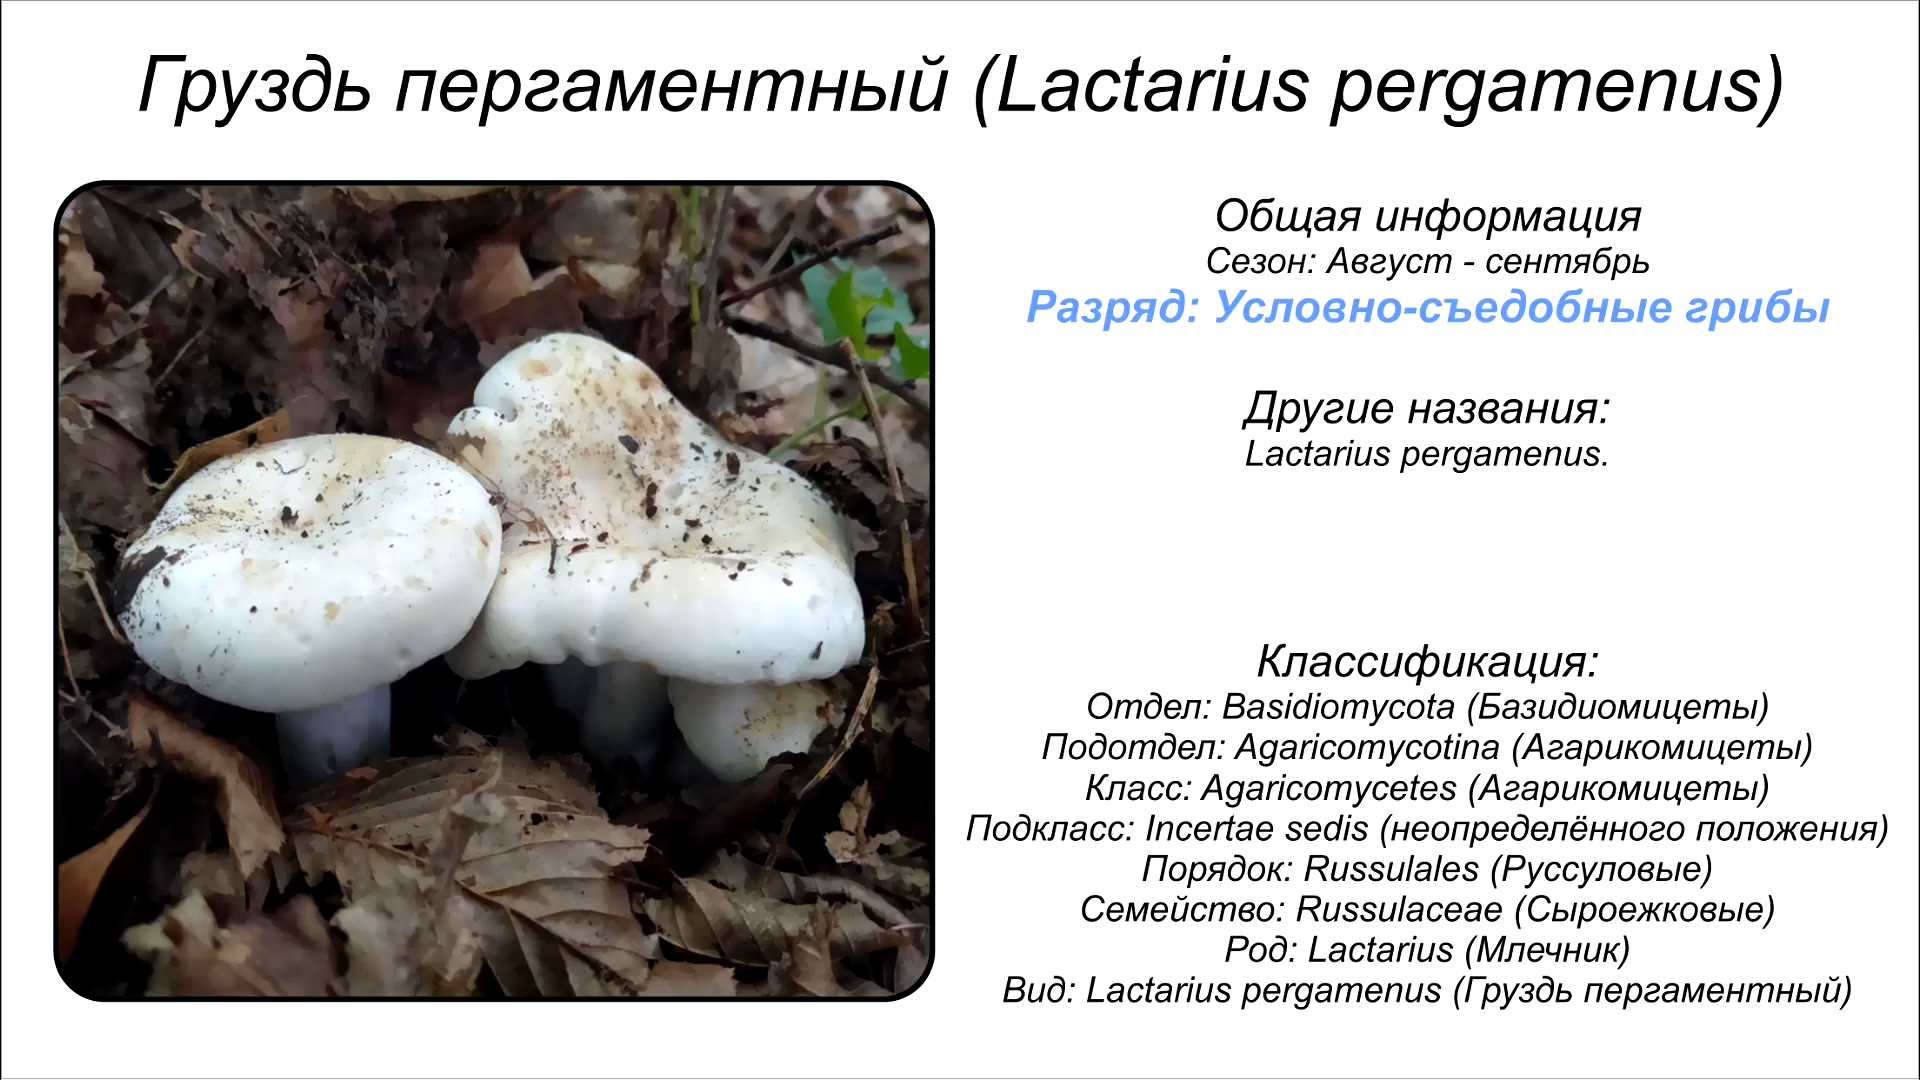 Груздь пергаментный (Lactarius pergamenus)
Общая информация
Сезон: Август - сентябрь
Разряд: Условно-съедобные грибы
Другие названия:
Lactarius pergamenus.
Классификация:
Отдел: Basidiomycota (Базидиомицеты)
Подотдел: Agaricomycotina (Агарикомицеты)
Класс: Agaricomycetes (Агарикомицеты)
Подкласс: Incertae sedis (неопределённого положения)
Порядок: Russulales (Руссуловые)
Семейство: Russulaceae (Сыроежковые)
Род: Lactarius (Млечник)
Вид: Lactarius pergamenus (Груздь пергаментный)